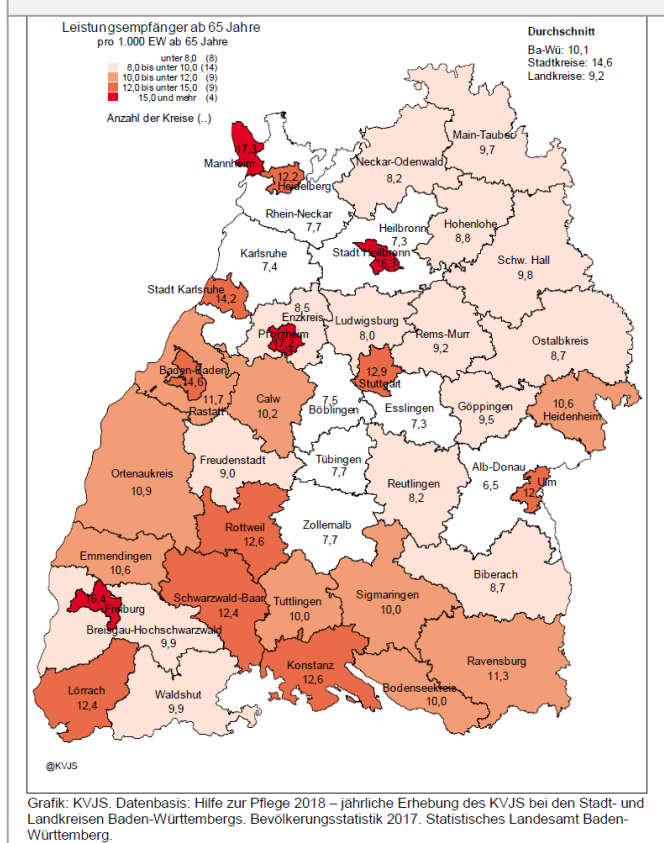 Leistungsempfänger ab 65 Jahre
pro 1.000 EW ab 65 Jahre
unter 8,0 (8)
8,0 bis unter 10,0 (14)
10,0 bis unter 12,0 (9)
12,0 bis unter 15,0 (9)
15,0 und mehr (4)
Anzahl der Kreise (..)
Durchschnitt
Ba-Wü: 10,1
Stadtkreise: 14,6
Landkreise: 9,2
17,3
Mannheim
12,2
Heidelberg
Neckar-Odenwald
8,2
Main-Tauber
9,7
Rhein-Neckar
7,7
Heilbronn
7,3
Stadt Heilbronn
16,3
Hohenlohe
8,8
Schw. Hall
9,8
Karlsruhe
7,4
Stadt Karlsruhe
14,2
8,5
Enzkreis
Pforzheim
17,2
Ludwigsburg
8,0
Rems-Murr
9,2
Ostalbkreis
8,7
Baden-Baden
14,6
11,7
Rastatt
Calw
10,2
7,5
Böblingen
12,9
Stuttgart
Esslingen
7,3
Göppingen
9,5
10,6
Heidenheim
Ortenaukreis
10,9
Freudenstadt
9,0
Tübingen
7,7
Reutlingen
8,2
Alb-Donau
6,5
Ulm
12,3
Rottweil
12,6
Zollernalb
7,7
Emmendingen
10,6
Biberach
8,7
16,4
Freiburg
Breisgau-Hochschwarzwald
9,9
Schwarzwald-Baar
12,4
Tuttlingen
10,0
Sigmaringen
10,0
Lörrach
12,4
Waldshut
9,9
Konstanz
12,6
Bodenseekreis
10,0
Ravensburg
11,3
@KVJS
Grafik: KVJS. Datenbasis: Hilfe zur Pflege 2018 – jährliche Erhebung des KVJS bei den Stadt- und
Landkreisen Baden-Württembergs. Bevölkerungsstatistik 2017. Statistisches Landesamt Baden-
Württemberg.